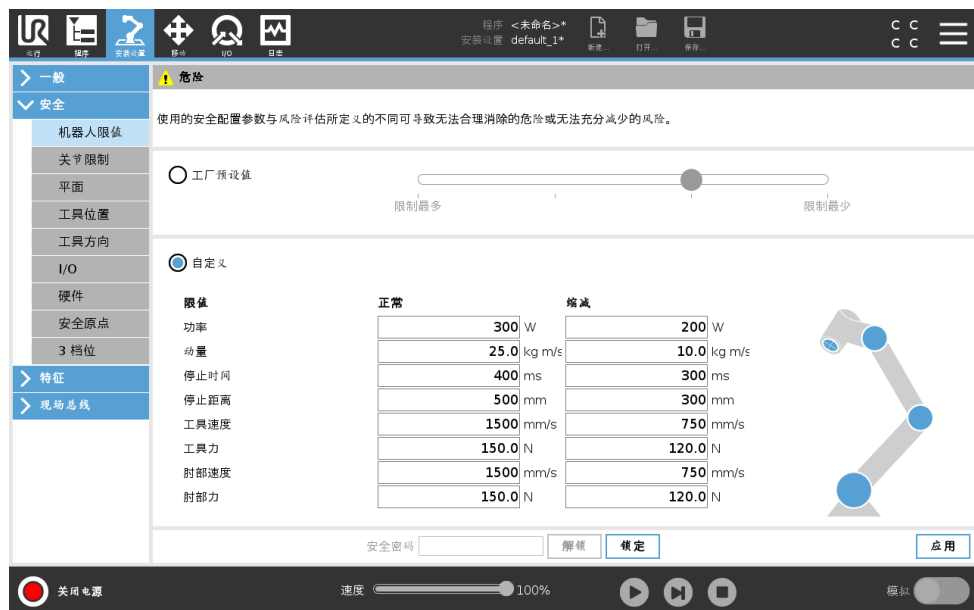 程序 <未命名>*
安装设置 default_1*
运行 程序 安装设置 移动 I/O 日志 新建... 打开... 保存...
C C
C C
一般
安全
机器人限值
关节限制
平面
工具位置
工具方向
I/O
硬件
安全原点
3 档位
特征
现场总线
危险
使用的安全配置参数与风险评估所定义的不同可导致无法合理消除的危险或无法充分减少的风险。
工厂预设值
限制最多 限制最少
自定义
限值 正常 缩减
功率 300 W 200 W
动量 25.0 kg m/s 10.0 kg m/s
停止时间 400 ms 300 ms
停止距离 500 mm 300 mm
工具速度 1500 mm/s 750 mm/s
工具力 150.0 N 120.0 N
肘部速度 1500 mm/s 750 mm/s
肘部力 150.0 N 120.0 N
安全密码 解锁 锁定 应用
关闭电源 速度 100% 模拟